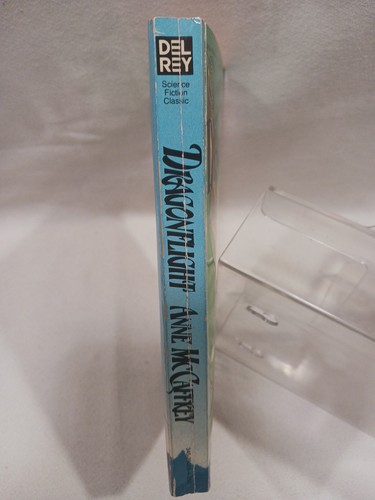 DEL
REY
Science
Fiction
Classic
DRAGONFLIGHT ANNE McCAFFREY